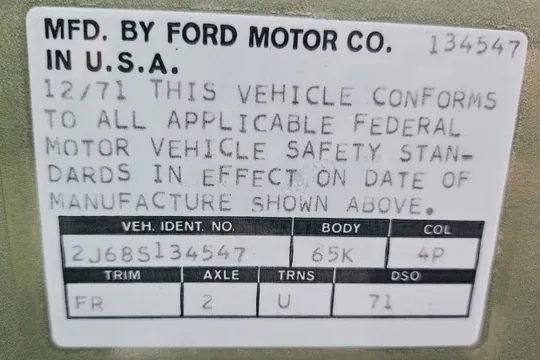 MFD. BY FORD MOTOR CO. 134547
IN U.S.A.
12/71 THIS VEHICLE CONFORMS
TO ALL APPLICABLE FEDERAL
MOTOR VEHICLE SAFETY STAN-
DARDS IN EFFECT ON DATE OF
MANUFACTURE SHOWN ABOVE.
VEH. IDENT. NO. BODY COL
2J68S134547 65K 4P
TRIM AXLE TRNS DSO
FR 2 U 71